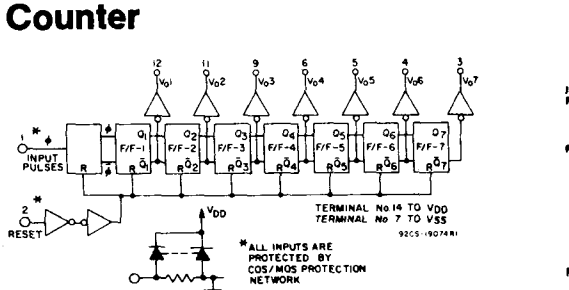 Counter
12 11 9 6 5 4 3
Vo1 Vo2 Vo3 Vo4 Vo5 Vo6 Vo7
1 * ϕ ϕ Q1 Q2 Q3 Q4 Q5 Q6 Q7
F/F-1 F/F-2 F/F-3 F/F-4 F/F-5 F/F-6 F/F-7
INPUT
PULSES
R ϕ̄ R Q̄1 R Q̄2 R Q̄3 R Q̄4 R Q̄5 R Q̄6 R Q̄7
2 *
RESET
VDD
TERMINAL No.14 TO VDD
TERMINAL No 7 TO VSS
92CS-19074R1
*ALL INPUTS ARE
PROTECTED BY
COS/MOS PROTECTION
NETWORK